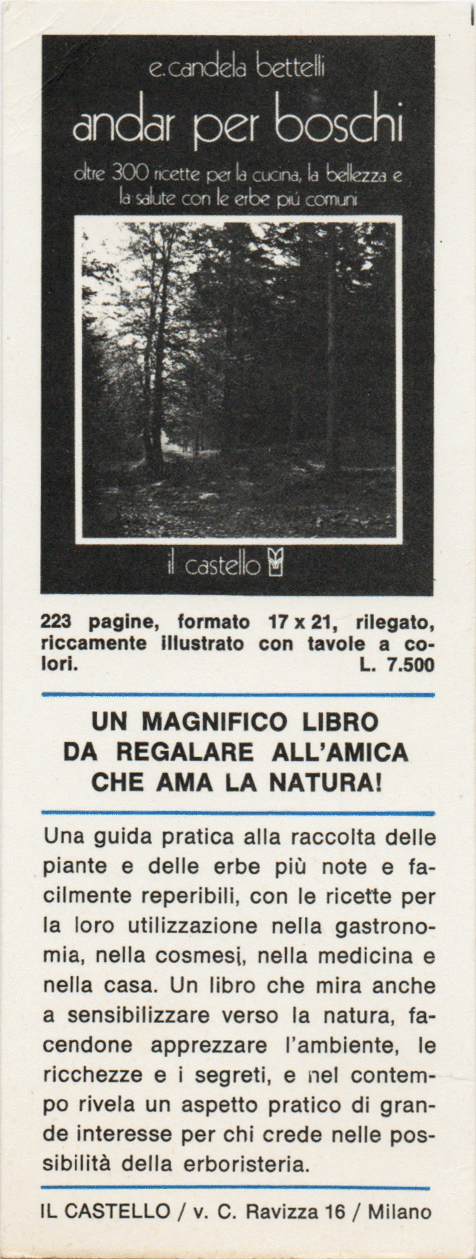 e. candela bettelli
andar per boschi
oltre 300 ricette per la cucina, la bellezza e
la salute con le erbe piú comuni
il castello
223 pagine, formato 17 x 21, rilegato,
riccamente illustrato con tavole a co-
lori. L. 7.500
UN MAGNIFICO LIBRO
DA REGALARE ALL'AMICA
CHE AMA LA NATURA!
Una guida pratica alla raccolta delle
piante e delle erbe più note e fa-
cilmente reperibili, con le ricette per
la loro utilizzazione nella gastrono-
mia, nella cosmesi, nella medicina e
nella casa. Un libro che mira anche
a sensibilizzare verso la natura, fa-
cendone apprezzare l'ambiente, le
ricchezze e i segreti, e nel contem-
po rivela un aspetto pratico di gran-
de interesse per chi crede nelle pos-
sibilità della erboristeria.
IL CASTELLO / v. C. Ravizza 16 / Milano